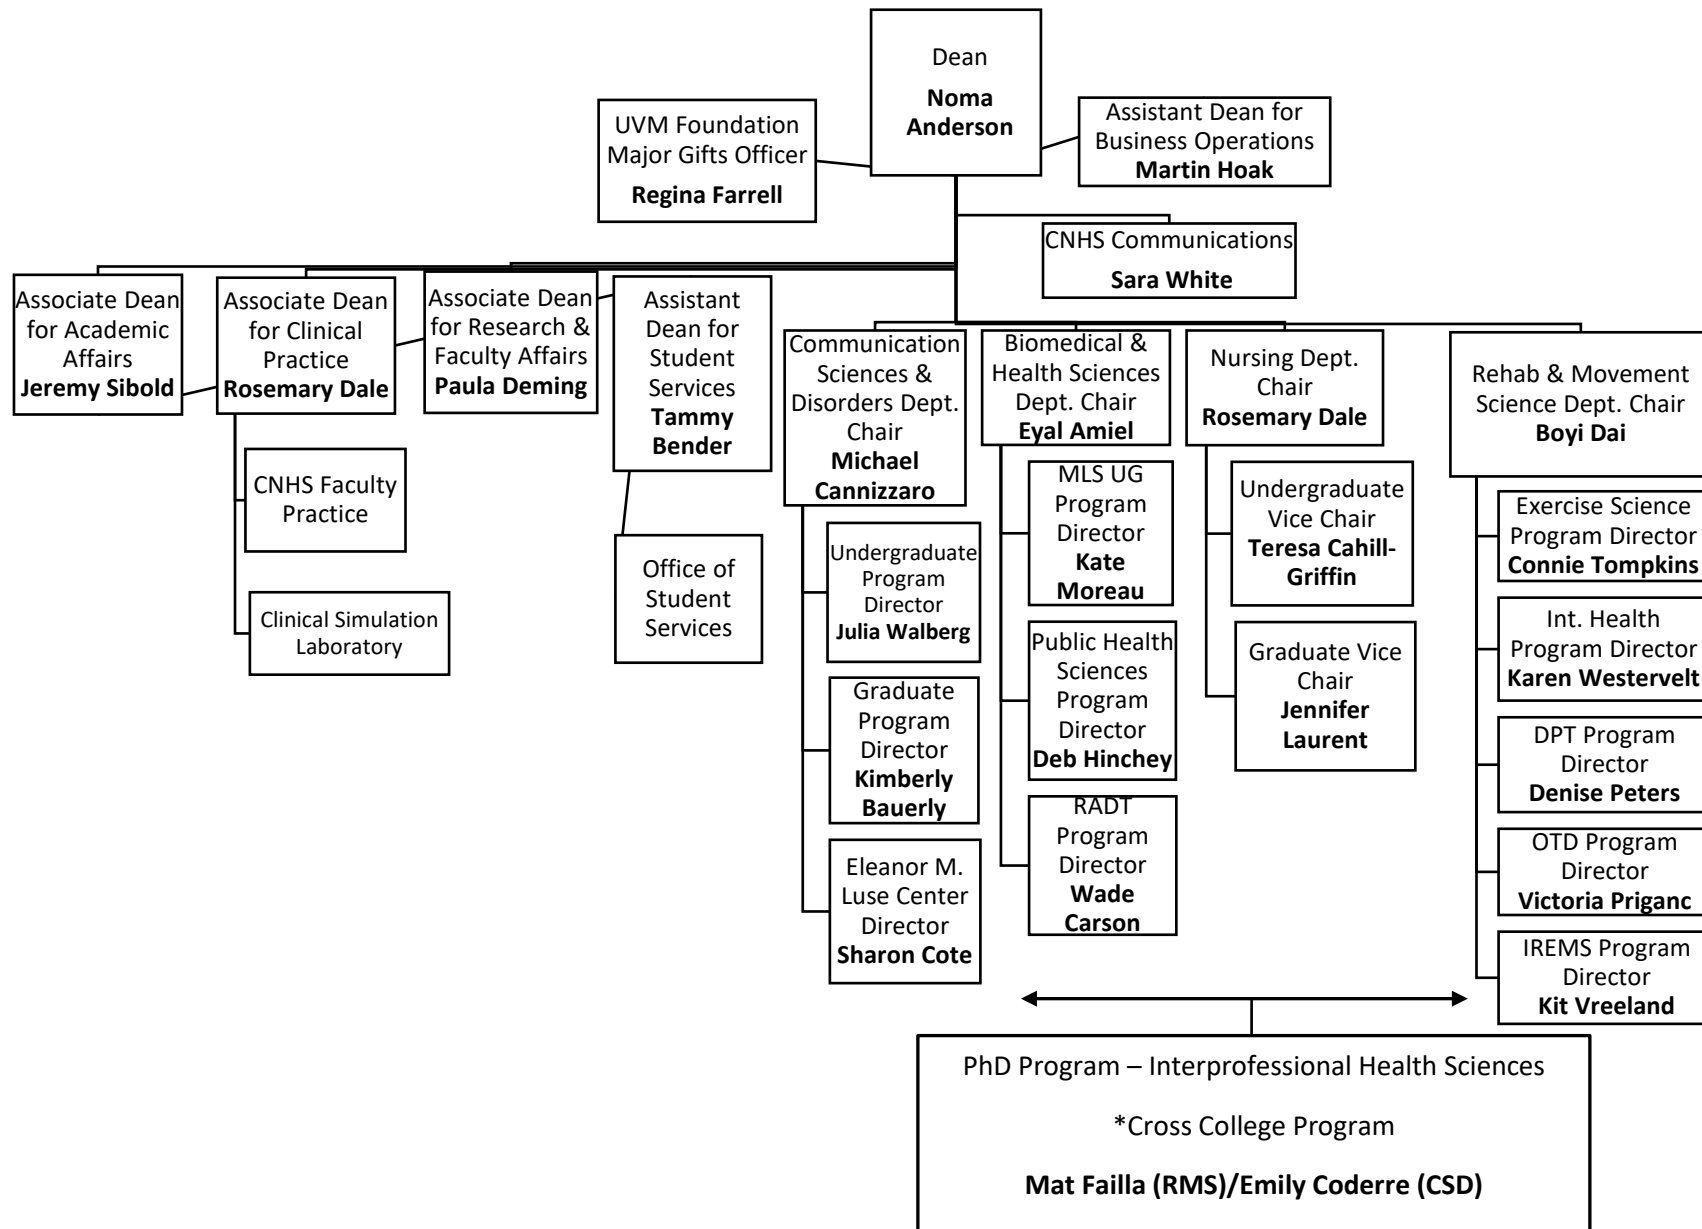 Dean
Noma
Anderson
UVM Foundation
Major Gifts Officer
Regina Farrell
Assistant Dean for
Business Operations
Martin Hoak
CNHS Communications
Sara White
Associate Dean
for Academic
Affairs
Jeremy Sibold
Associate Dean
for Clinical
Practice
Rosemary Dale
Associate Dean
for Research &
Faculty Affairs
Paula Deming
Assistant
Dean for
Student
Services
Tammy
Bender
Communication
Sciences &
Disorders Dept.
Chair
Michael
Cannizzaro
Biomedical &
Health Sciences
Dept. Chair
Eyal Amiel
Nursing Dept.
Chair
Rosemary Dale
Rehab & Movement
Science Dept. Chair
Boyi Dai
CNHS Faculty
Practice
Clinical Simulation
Laboratory
Office of
Student
Services
Undergraduate
Program
Director
Julia Walberg
Graduate
Program
Director
Kimberly
Bauerly
Eleanor M.
Luse Center
Director
Sharon Cote
MLS UG
Program
Director
Kate
Moreau
Public Health
Sciences
Program
Director
Deb Hinchey
RADT
Program
Director
Wade
Carson
Undergraduate
Vice Chair
Teresa Cahill-
Griffin
Graduate Vice
Chair
Jennifer
Laurent
Exercise Science
Program Director
Connie Tompkins
Int. Health
Program Director
Karen Westervelt
DPT Program
Director
Denise Peters
OTD Program
Director
Victoria Priganc
IREMS Program
Director
Kit Vreeland
PhD Program – Interprofessional Health Sciences
*Cross College Program
Mat Failla (RMS)/Emily Coderre (CSD)